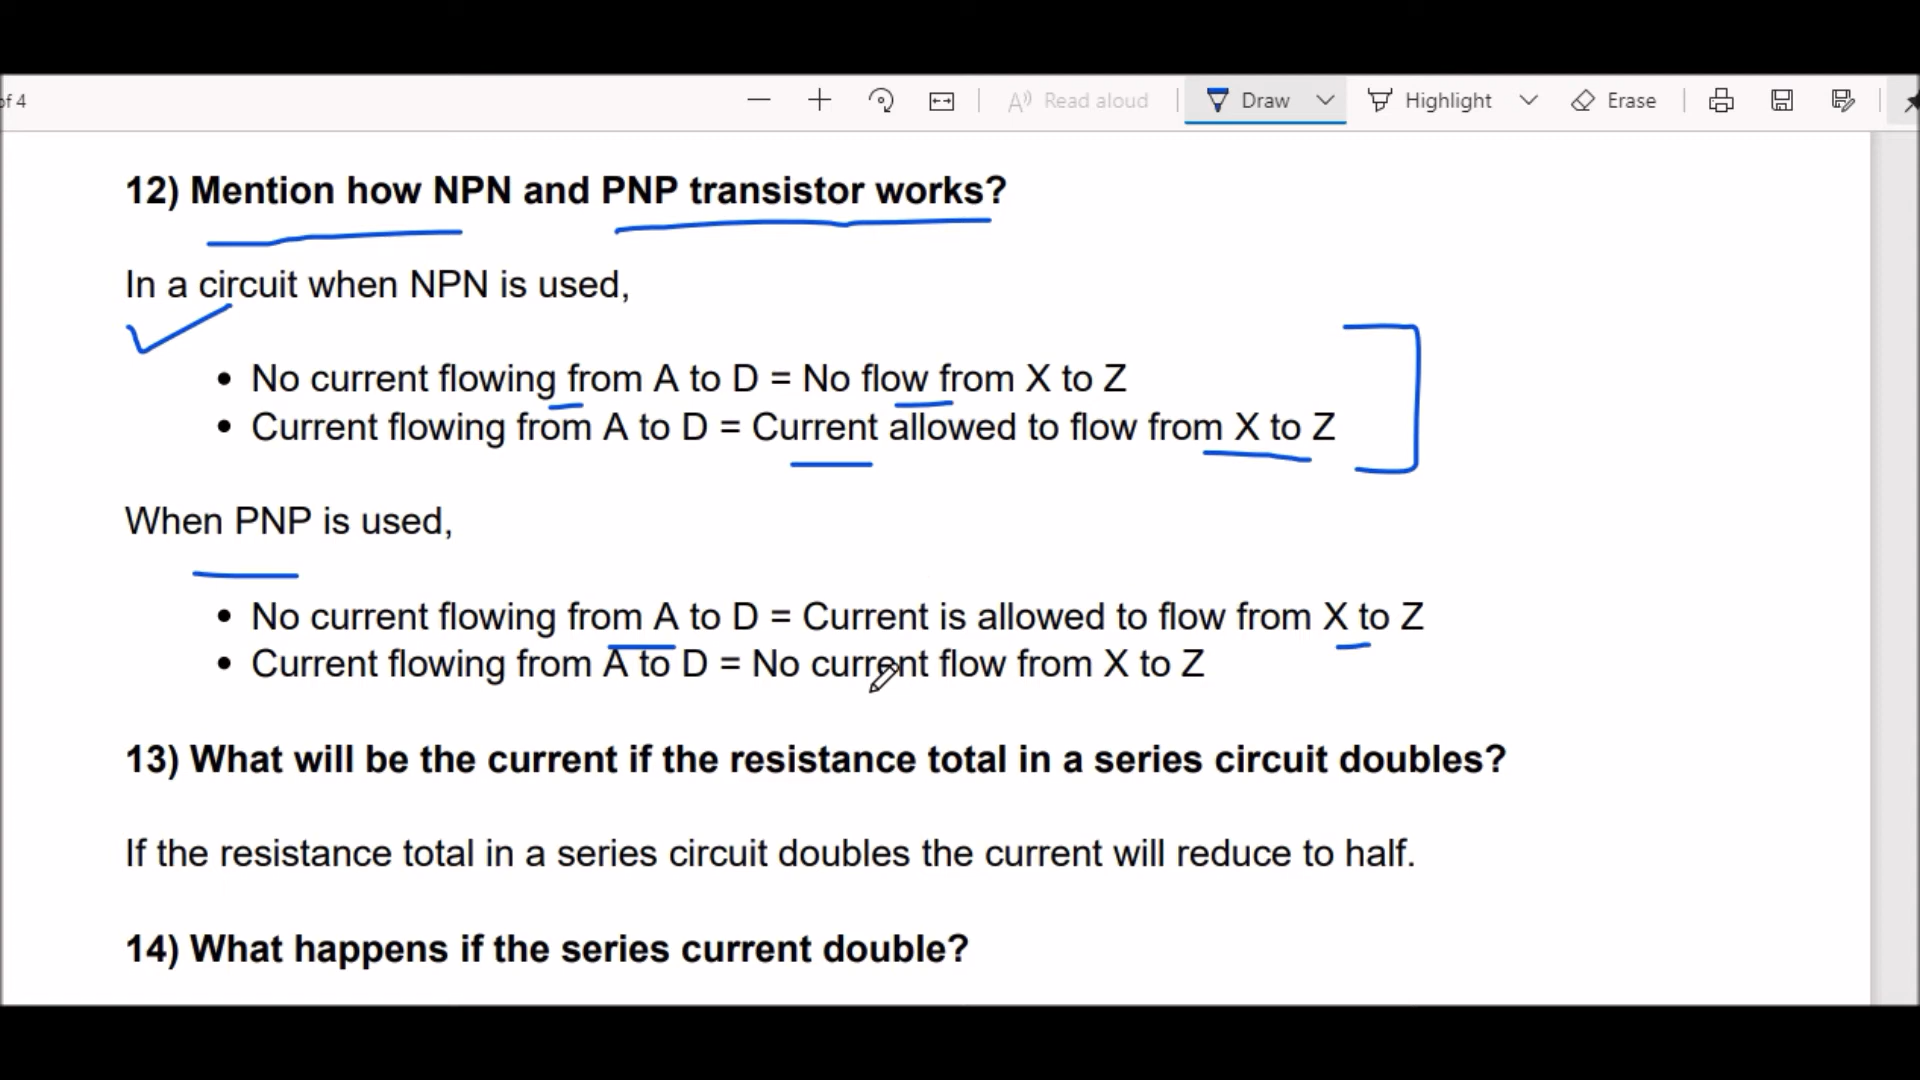 of 4
Read aloud
Draw
Highlight
Erase
12) Mention how NPN and PNP transistor works?
In a circuit when NPN is used,
• No current flowing from A to D = No flow from X to Z
• Current flowing from A to D = Current allowed to flow from X to Z
When PNP is used,
• No current flowing from A to D = Current is allowed to flow from X to Z
• Current flowing from A to D = No current flow from X to Z
13) What will be the current if the resistance total in a series circuit doubles?
If the resistance total in a series circuit doubles the current will reduce to half.
14) What happens if the series current double?